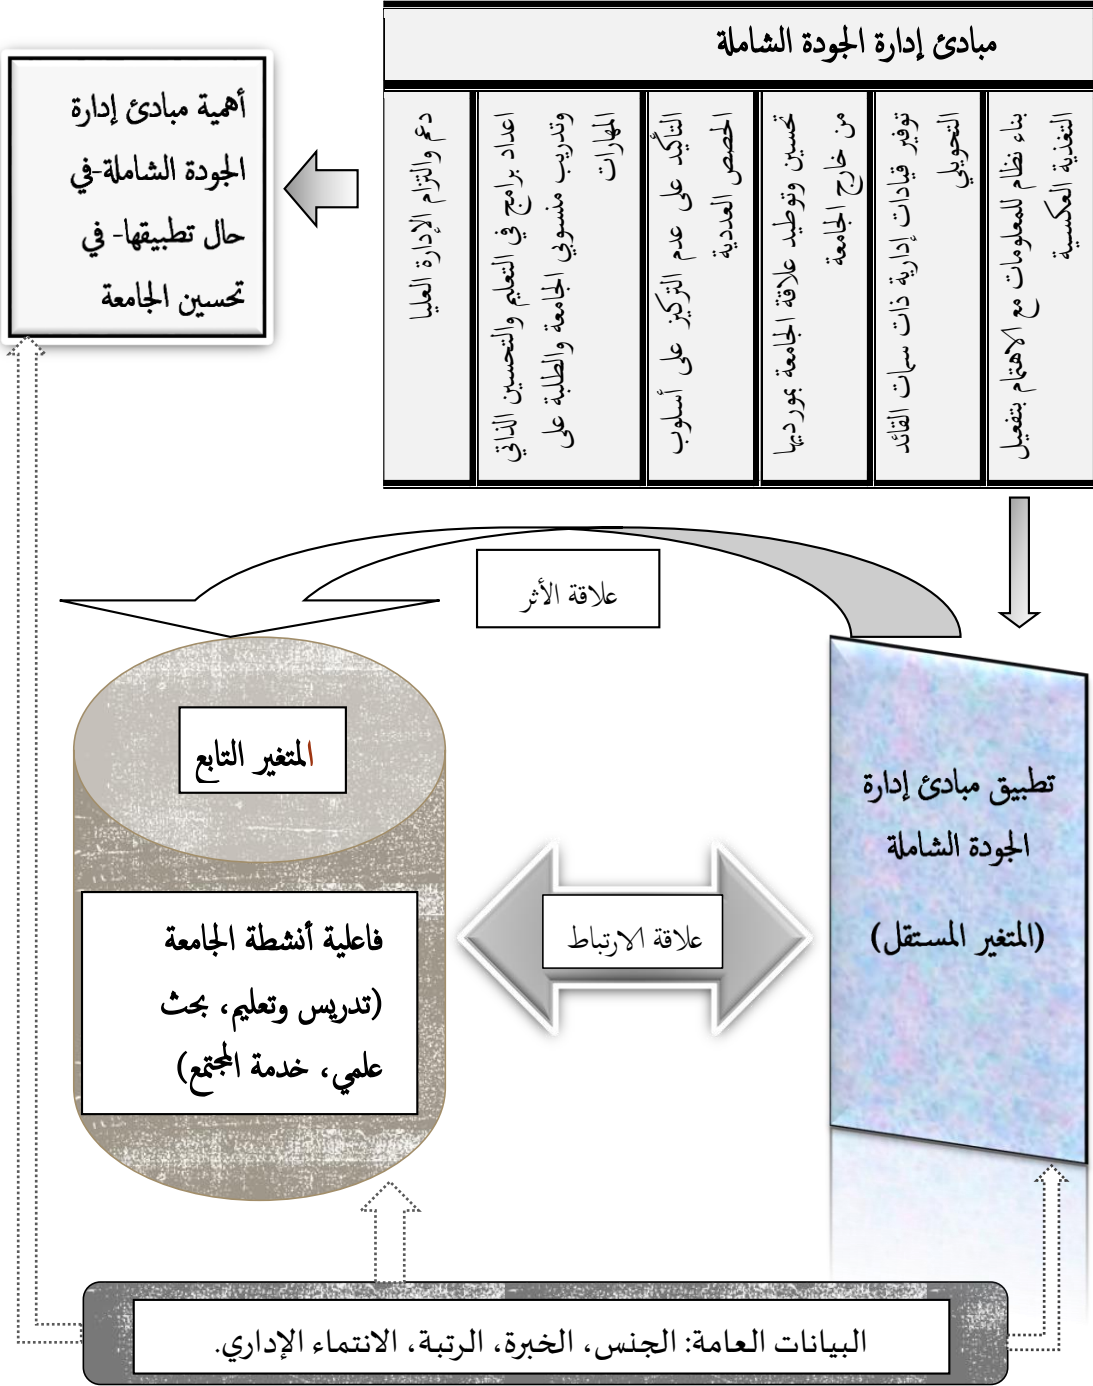 مبادئ إدارة الجودة الشاملة
بناء نظام للمعلومات مع الاهتمام بتفعيل
التغذية العكسية
توفير قيادات إدارية ذات سمات القائد
التحويلي
تحسين وتوطيد علاقة الجامعة بمورديها
من خارج الجامعة
التأكيد على عدم التركيز على أسلوب
الحصص العددية
اعداد برامج في التعليم والتحسين الذاتي
وتدريب منسوبي الجامعة والطلبة على
المهارات
دعم والتزام الإدارة العليا
أهمية مبادئ إدارة
الجودة الشاملة-في
حال تطبيقها- في
تحسين الجامعة
علاقة الأثر
تطبيق مبادئ إدارة
الجودة الشاملة
(المتغير المستقل)
علاقة الارتباط
المتغير التابع
فاعلية أنشطة الجامعة
(تدريس وتعليم، بحث
علمي، خدمة المجتمع)
البيانات العامة: الجنس، الخبرة، الرتبة، الانتماء الإداري.